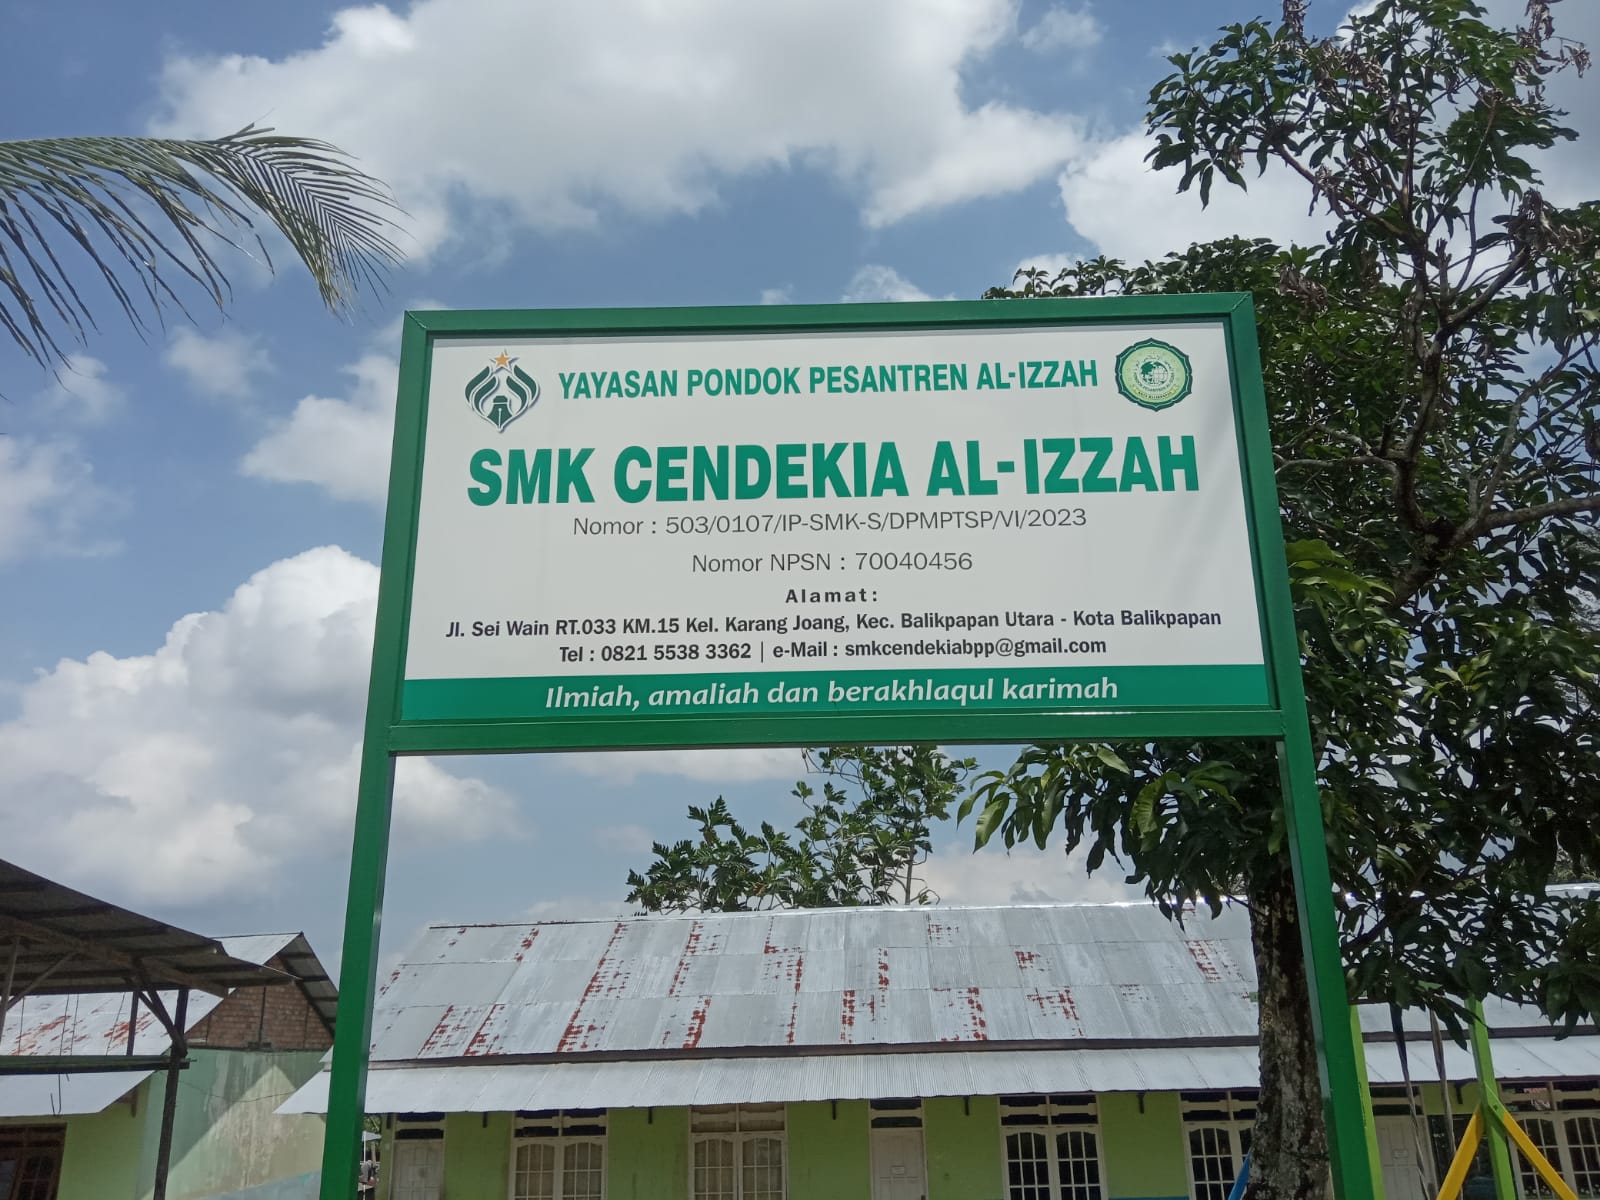 YAYASAN PONDOK PESANTREN AL-IZZAH
SMK CENDEKIA AL-IZZAH
Nomor : 503/0107/IP-SMK-S/DPMPTSP/VI/2023
Nomor NPSN : 70040456
Alamat:
Jl. Sei Wain RT.033 KM.15 Kel. Karang Joang, Kec. Balikpapan Utara - Kota Balikpapan
Tel : 0821 5538 3362 | e-Mail : smkcendekiabpp@gmail.com
Ilmiah, amaliah dan berakhlaqul karimah